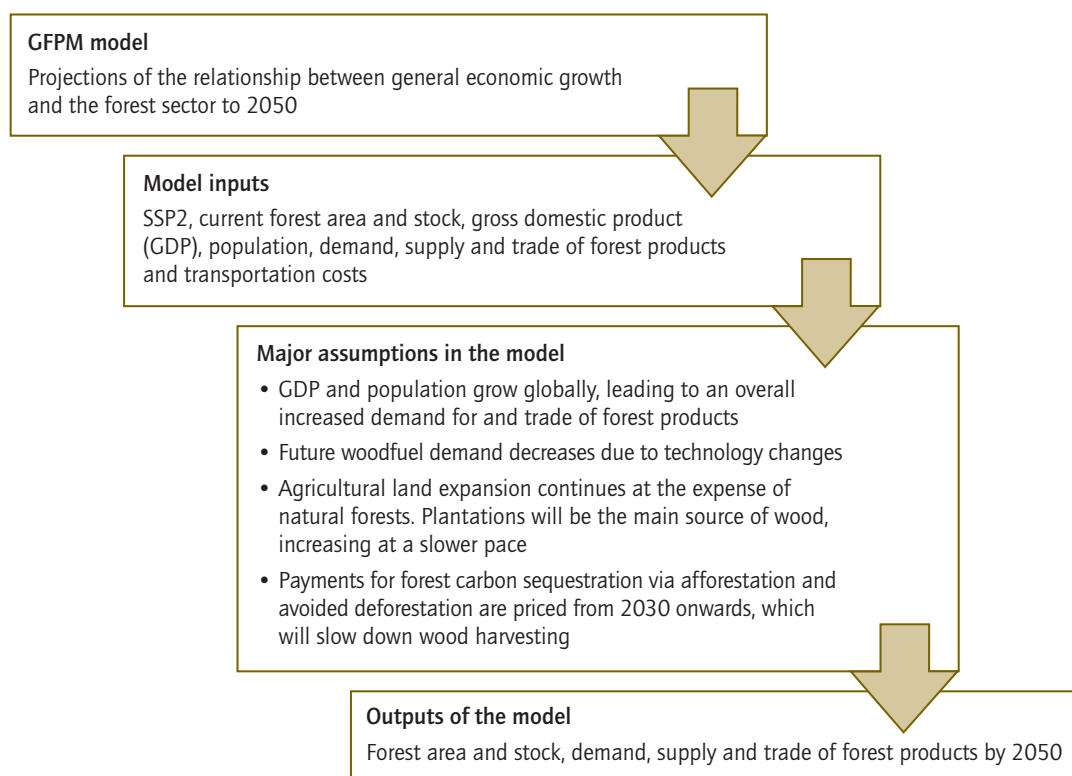 GFPM model
Projections of the relationship between general economic growth
and the forest sector to 2050
Model inputs
SSP2, current forest area and stock, gross domestic product
(GDP), population, demand, supply and trade of forest products
and transportation costs
Major assumptions in the model
• GDP and population grow globally, leading to an overall
increased demand for and trade of forest products
• Future woodfuel demand decreases due to technology changes
• Agricultural land expansion continues at the expense of
natural forests. Plantations will be the main source of wood,
increasing at a slower pace
• Payments for forest carbon sequestration via afforestation and
avoided deforestation are priced from 2030 onwards, which
will slow down wood harvesting
Outputs of the model
Forest area and stock, demand, supply and trade of forest products by 2050